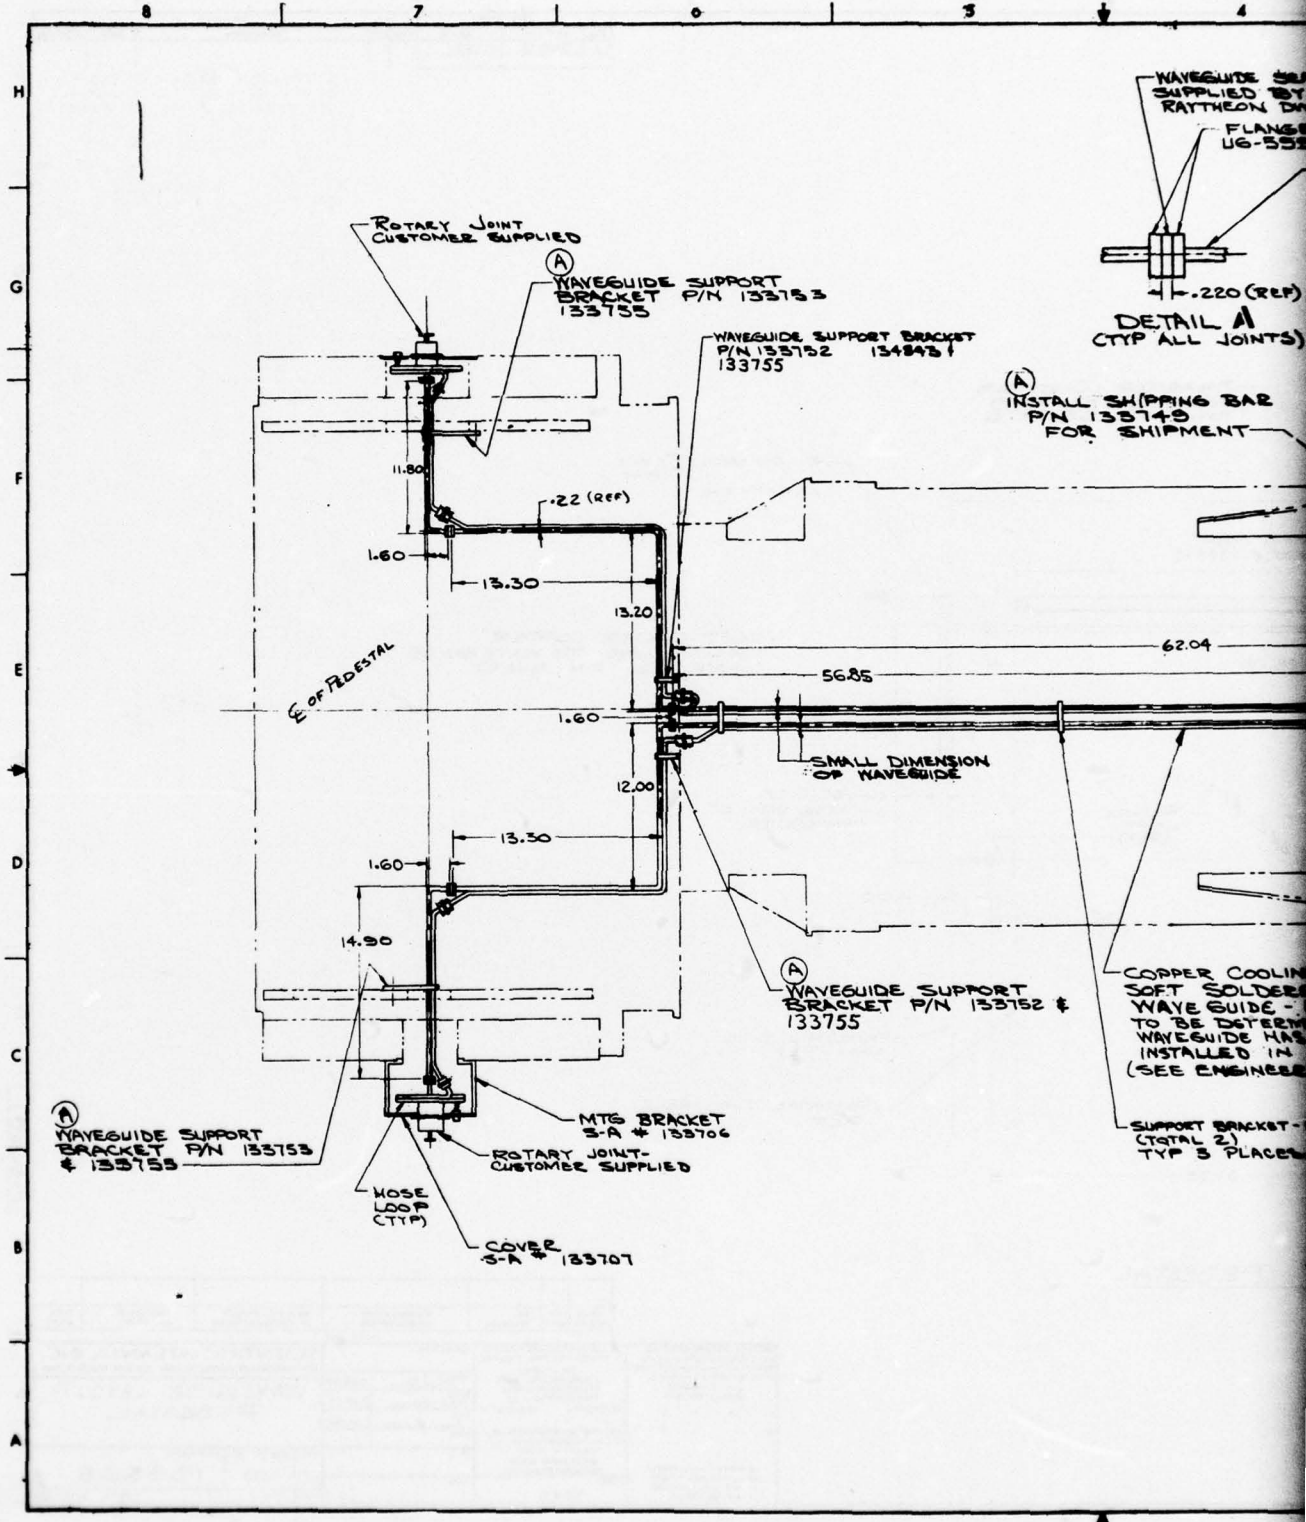 8 7 6 5 4
H
G
F
E
D
C
B
A
WAVEGUIDE
SUPPLIED BY
RAYTHEON
FLANGE
UG-
.220 (REF)
DETAIL A
(TYP ALL JOINTS)
ROTARY JOINT
CUSTOMER SUPPLIED
A
WAVEGUIDE SUPPORT
BRACKET P/N 133753
133755
WAVEGUIDE SUPPORT BRACKET
P/N 133752 134843 &
133755
A
INSTALL SHIPPING BAR
P/N 133749
FOR SHIPMENT
11.80
.22 (REF)
1.60
13.30
13.20
62.04
56.85
℄ OF PEDESTAL
1.60
SMALL DIMENSION
OF WAVEGUIDE
12.00
13.30
1.60
14.90
A
WAVEGUIDE SUPPORT
BRACKET P/N 133752 &
133755
COPPER COOLIN
SOFT SOLDERE
WAVE GUIDE -
TO BE DETERM
WAVEGUIDE HAS
INSTALLED IN
(SEE ENGINEER
SUPPORT BRACKET-
(TOTAL 2)
TYP 3 PLACES
A
WAVEGUIDE SUPPORT
BRACKET P/N 133753
& 133755
MTG BRACKET
S-A # 133706
ROTARY JOINT-
CUSTOMER SUPPLIED
HOSE
LOOP
(TYP)
COVER
S-A # 133707